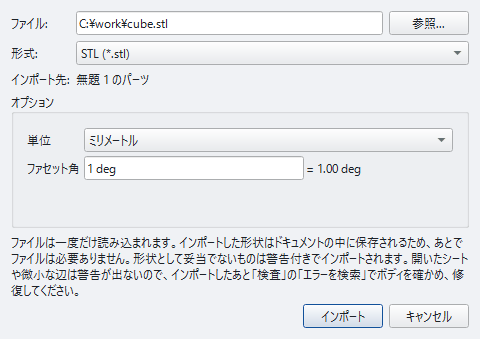 ファイル: C:¥work¥cube.stl 参照...
形式: STL (*.stl)
インポート先: 無題 1 のパーツ
オプション
単位 ミリメートル
ファセット角 1 deg = 1.00 deg
ファイルは一度だけ読み込まれます。インポートした形状はドキュメントの中に保存されるため、あとで
ファイルは必要ありません。形状として妥当でないものは警告付きでインポートされます。開いたシート
や微小な辺は警告が出ないので、インポートしたあと「検査」の「エラーを検索」でボディを確かめ、修
復してください。
インポート キャンセル